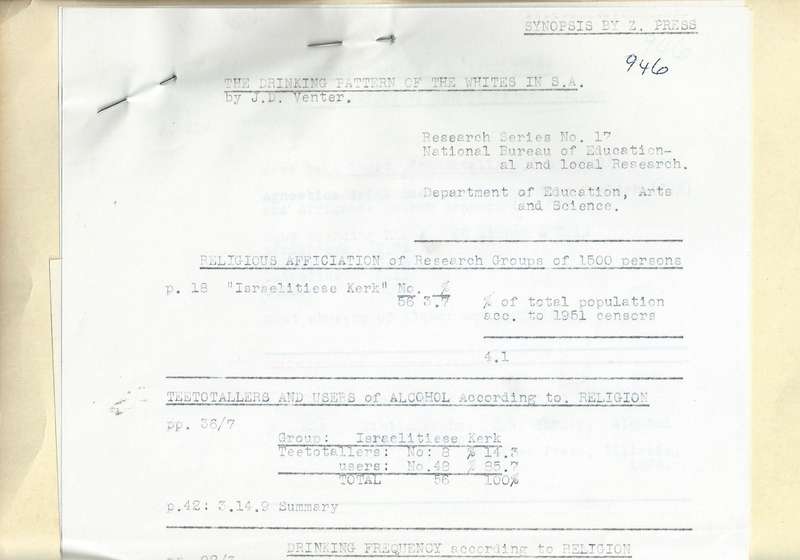 SYNOPSIS BY Z. PRESS
946
THE DRINKING PATTERN OF THE WHITES IN S.A.
by J.D. Venter.
Research Series No. 17
National Bureau of Education-
al and local Research.
Department of Education, Arts
and Science.
RELIGIOUS AFFICIATION of Research Groups of 1500 persons
p. 18 "Israelitiese Kerk" No. %
56 3.7 % of total population
acc. to 1951 censors
4.1
TEETOTALLERS AND USERS of ALCOHOL according to. RELIGION
pp. 36/7
Group: Israelitiese Kerk
Teetotallers: No: 8 % 14.3
users: No.48 % 85.7
TOTAL 56 100%
p.42: 3.14.9 Summary
DRINKING FREQUENCY according to RELIGION